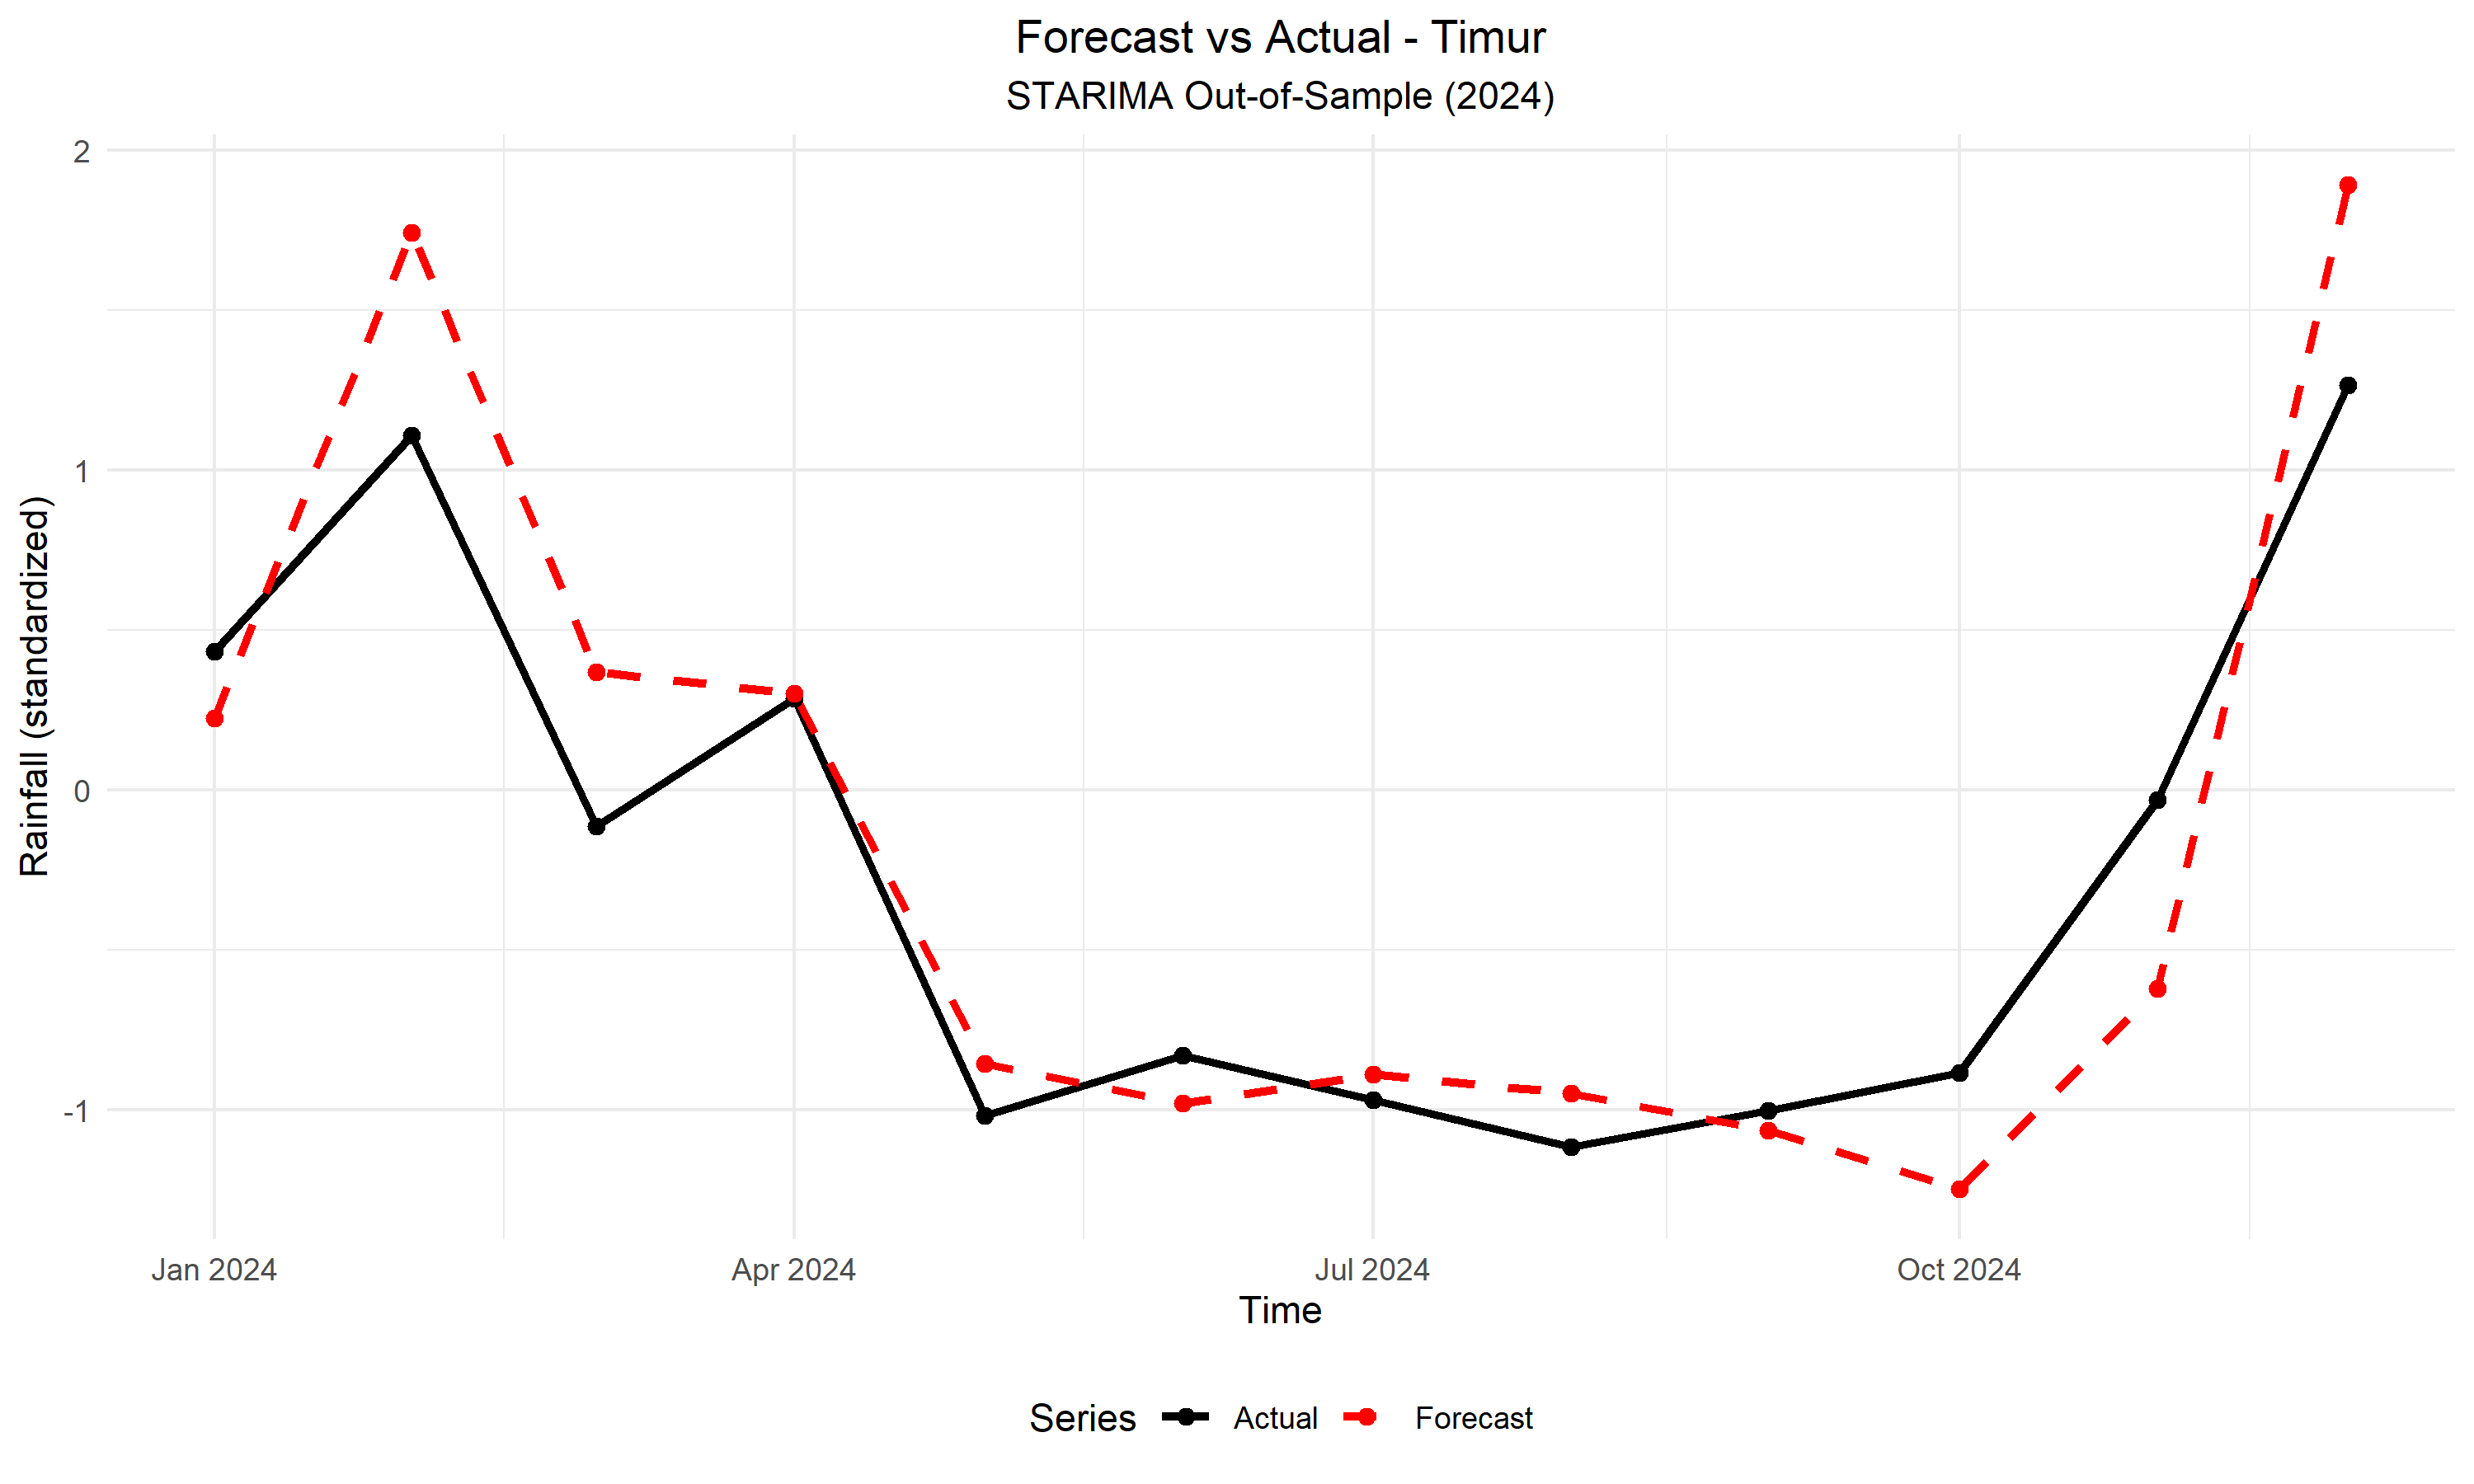 Forecast vs Actual - Timur
STARIMA Out-of-Sample (2024)
Rainfall (standardized)
2
1
0
-1
Jan 2024 Apr 2024 Jul 2024 Oct 2024
Time
Series Actual Forecast